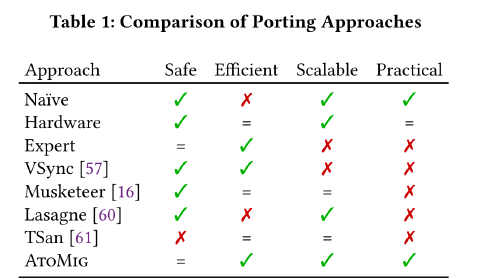 Table 1: Comparison of Porting Approaches
Approach Safe Efficient Scalable Practical
Naïve ✓ ✗ ✓ ✓
Hardware ✓ = ✓ =
Expert = ✓ ✗ ✗
VSync [57] ✓ ✓ ✗ ✗
Musketeer [16] ✓ = = ✗
Lasagne [60] ✓ ✗ ✓ ✗
TSan [61] ✗ = = ✗
AtoMig = ✓ ✓ ✓